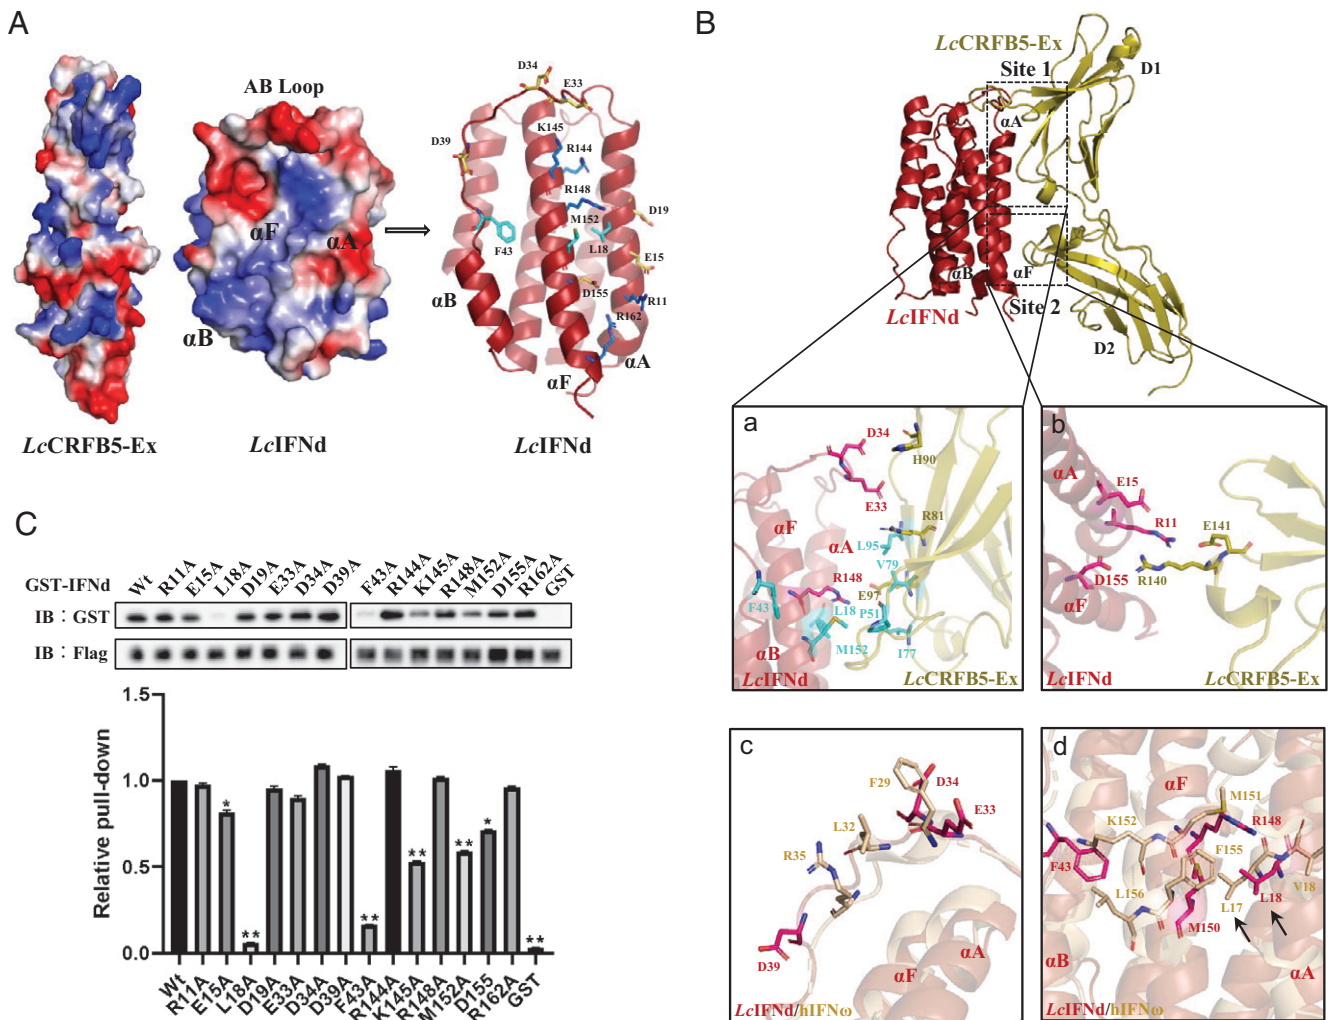 A
AB Loop
αF
αA
αB
LcCRFB5-Ex
LcIFNd
D34
E33
K145
D39
R144
R148
D19
M152
F43
L18
E15
D155
R11
R162
αB
αF
αA
LcIFNd
B
LcCRFB5-Ex
Site 1
D1
αA
αB
αF
Site 2
LcIFNd
D2
a
D34
H90
E33
αF
R81
αA
L95
V79
R148
E97
F43
L18
P51
αB
M152
I77
LcIFNd
LcCRFB5-Ex
b
αA
E15
R11
E141
D155
R140
αF
LcIFNd
LcCRFB5-Ex
C
GST-IFNd
Wt R11A E15A L18A D19A E33A D34A D39A F43A R144A K145A R148A M152A D155A R162A GST
IB：GST
IB：Flag
Relative pull-down
1.5
1.0
0.5
0.0
*
**
**
**
**
*
**
Wt R11A E15A L18A D19A E33A D34A D39A F43A R144A K145A R148A M152A D155 R162A GST
c
F29
D34
E33
L32
R35
D39
αA
αF
LcIFNd/hIFNω
d
αF
M151
K152
R148
F155
F43
L156
L17
L18
V18
M150
αB
αA
LcIFNd/hIFNω